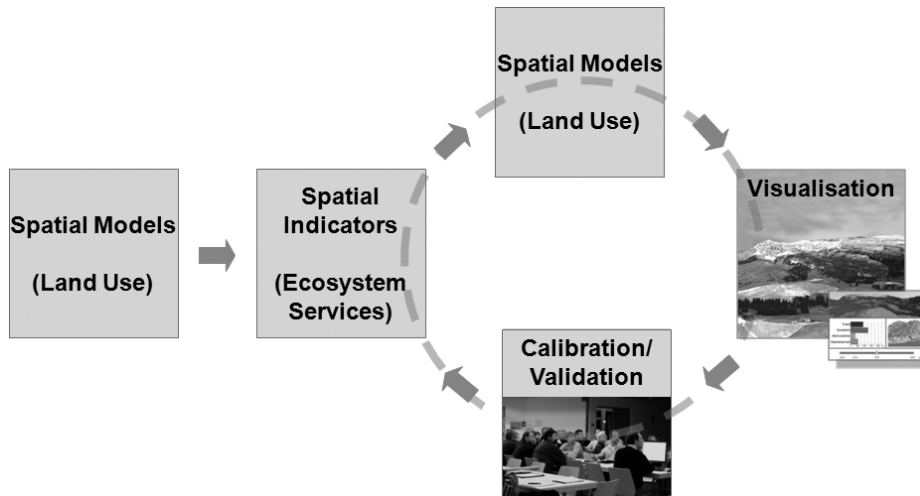 Spatial Models
(Land Use)
Spatial
Indicators
(Ecosystem
Services)
Spatial Models
(Land Use)
Visualisation
Calibration/
Validation